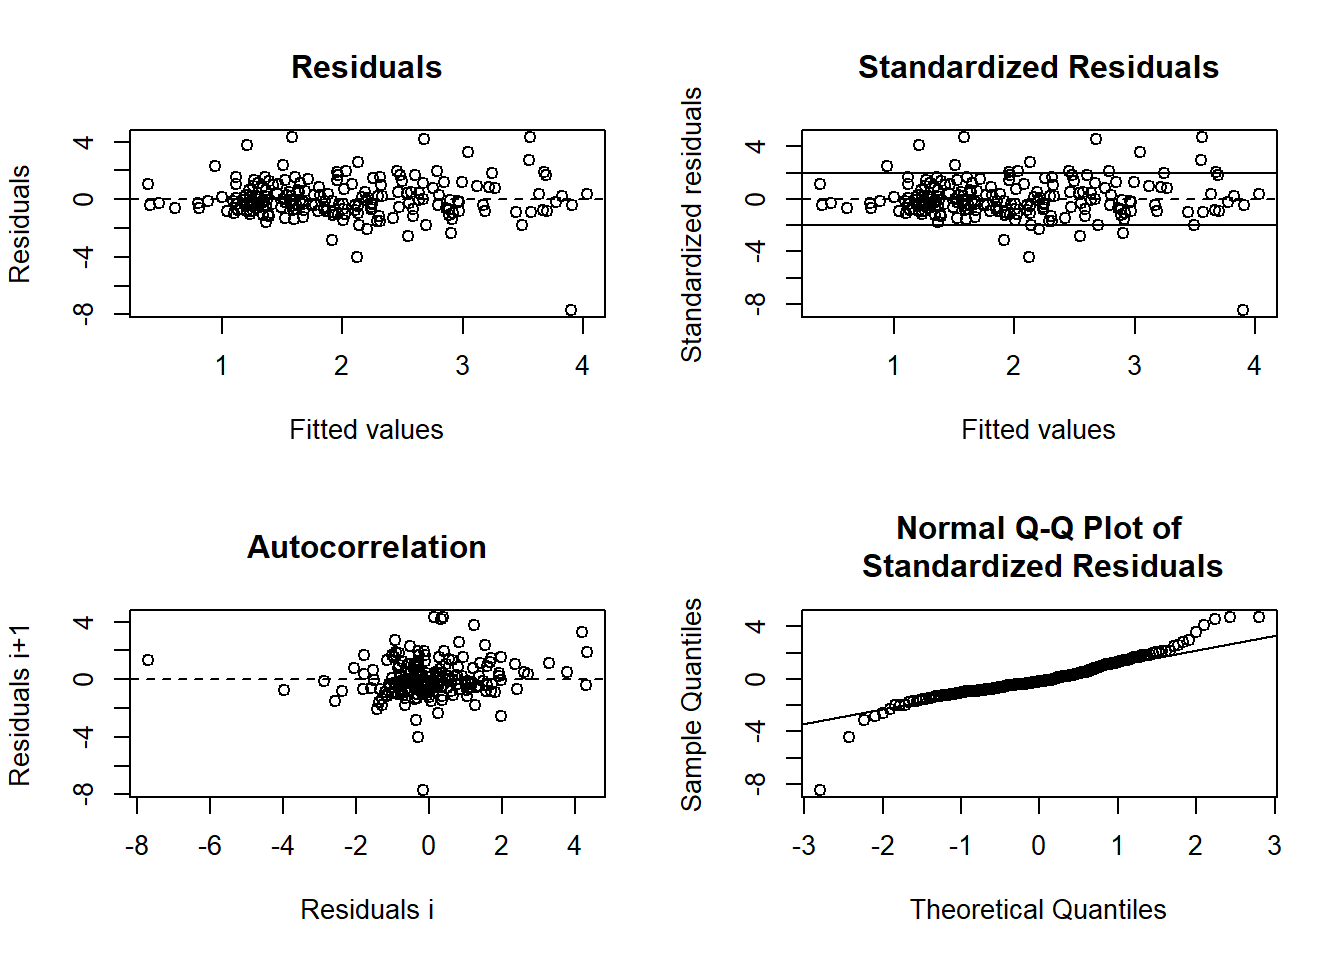 Residuals
Residuals
4
0
-4
-8
1
2
3
4
Fitted values
Standardized Residuals
Standardized residuals
4
0
-4
-8
1
2
3
4
Fitted values
Autocorrelation
Residuals i+1
4
0
-4
-8
-8
-6
-4
-2
0
2
4
Residuals i
Normal Q-Q Plot of
Standardized Residuals
Sample Quantiles
4
0
-4
-8
-3
-2
-1
0
1
2
3
Theoretical Quantiles